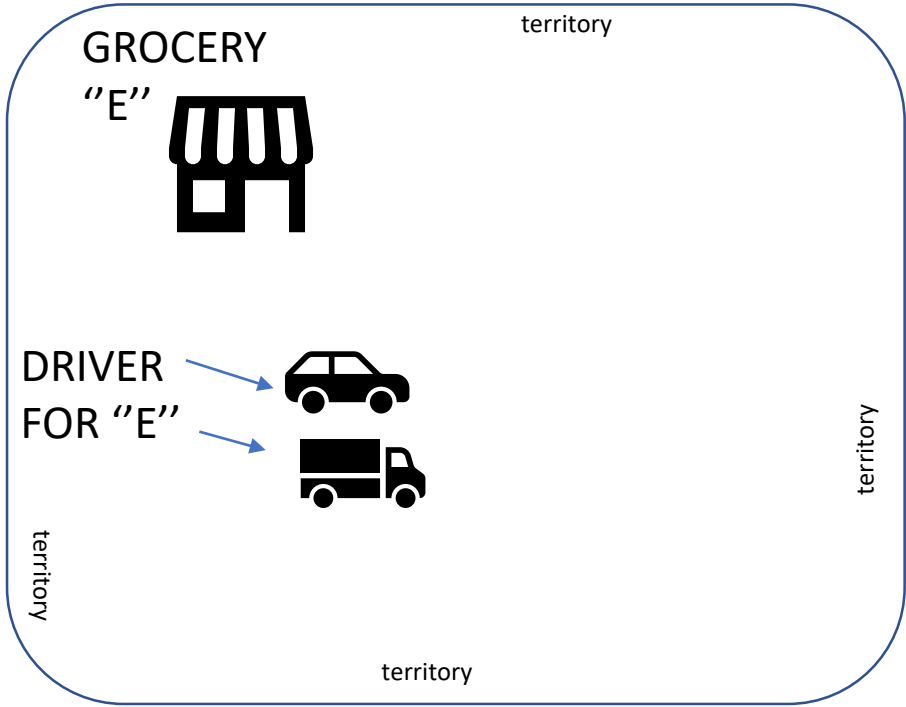 territory
GROCERY
‘’E’’
DRIVER
FOR ‘’E’’
territory
territory
territory